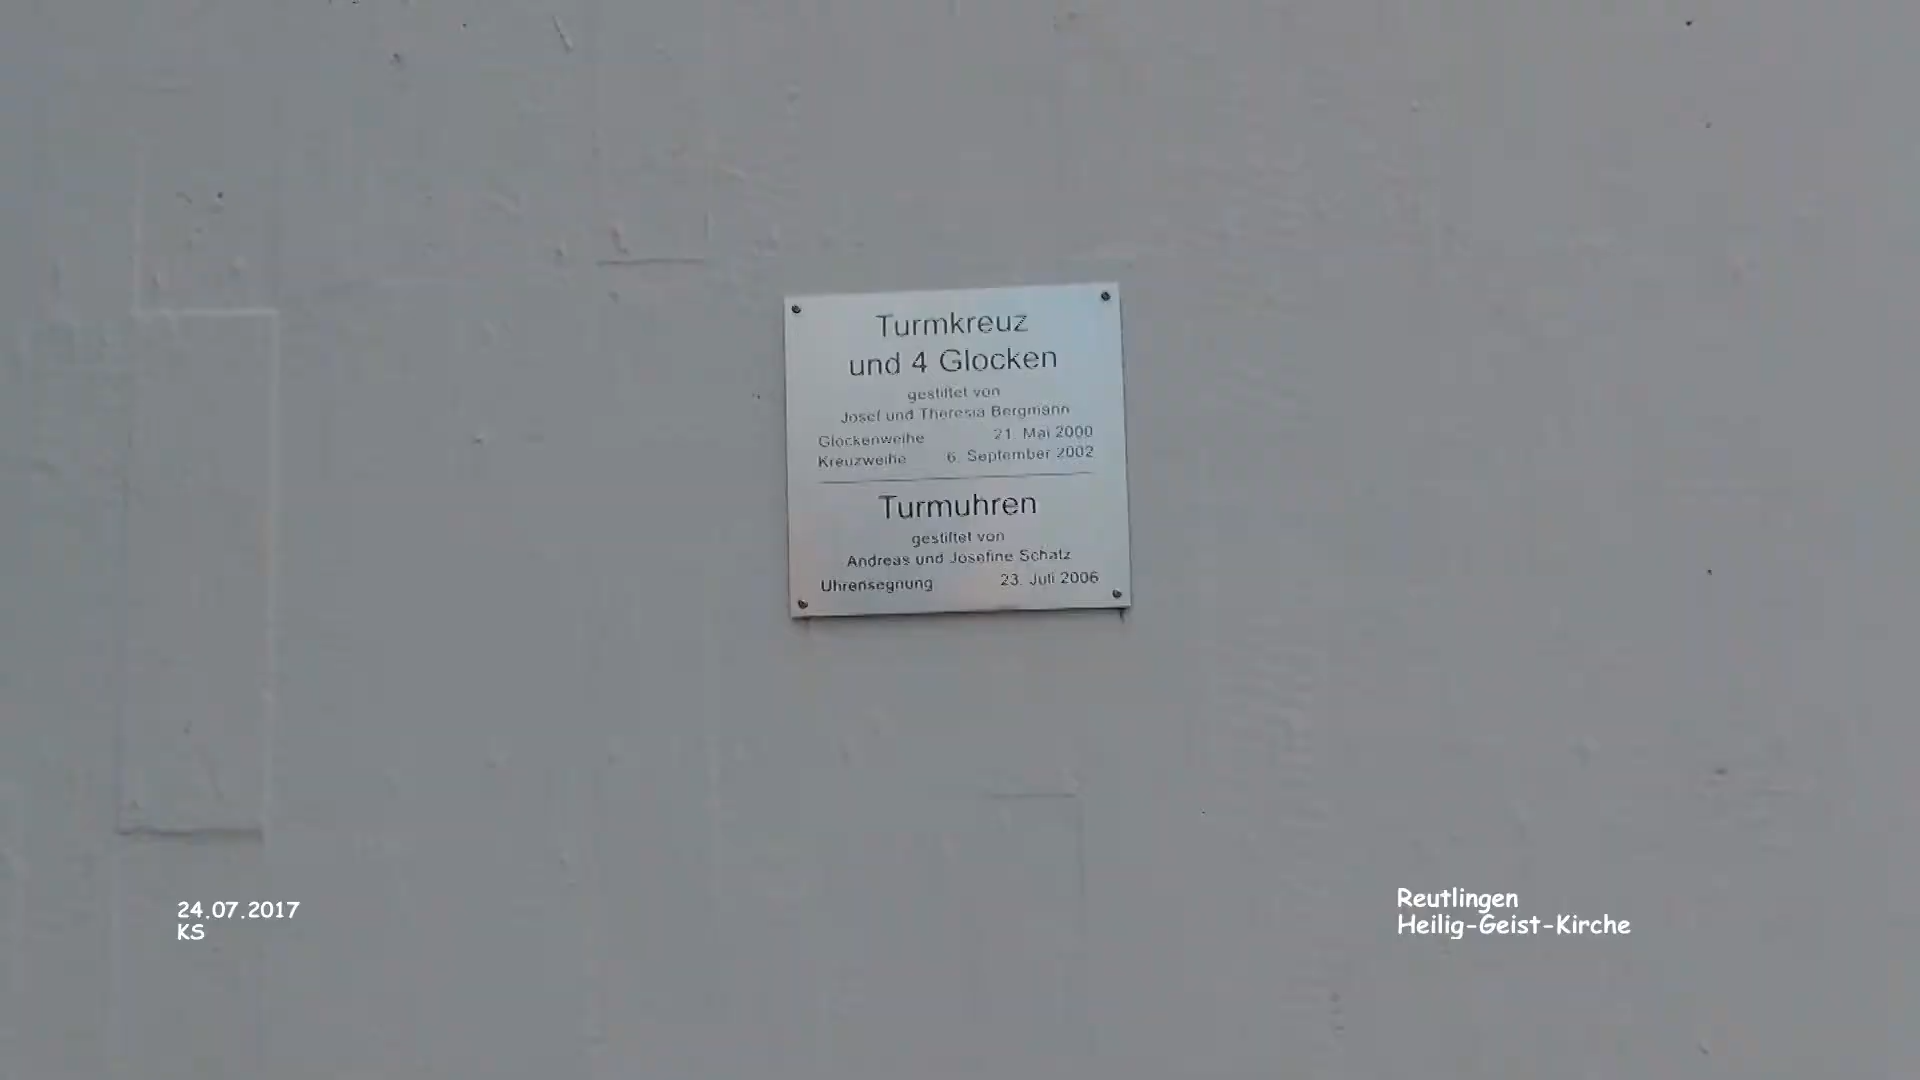 Turmkreuz
und 4 Glocken
gestiftet von
Josef und Theresia Bergmann
Glockenweihe 21. Mai 2000
Kreuzweihe 6. September 2002
Turmuhren
gestiftet von
Andreas und Josefine Schatz
Uhrensegnung 23. Juli 2006
24.07.2017
KS
Reutlingen
Heilig-Geist-Kirche